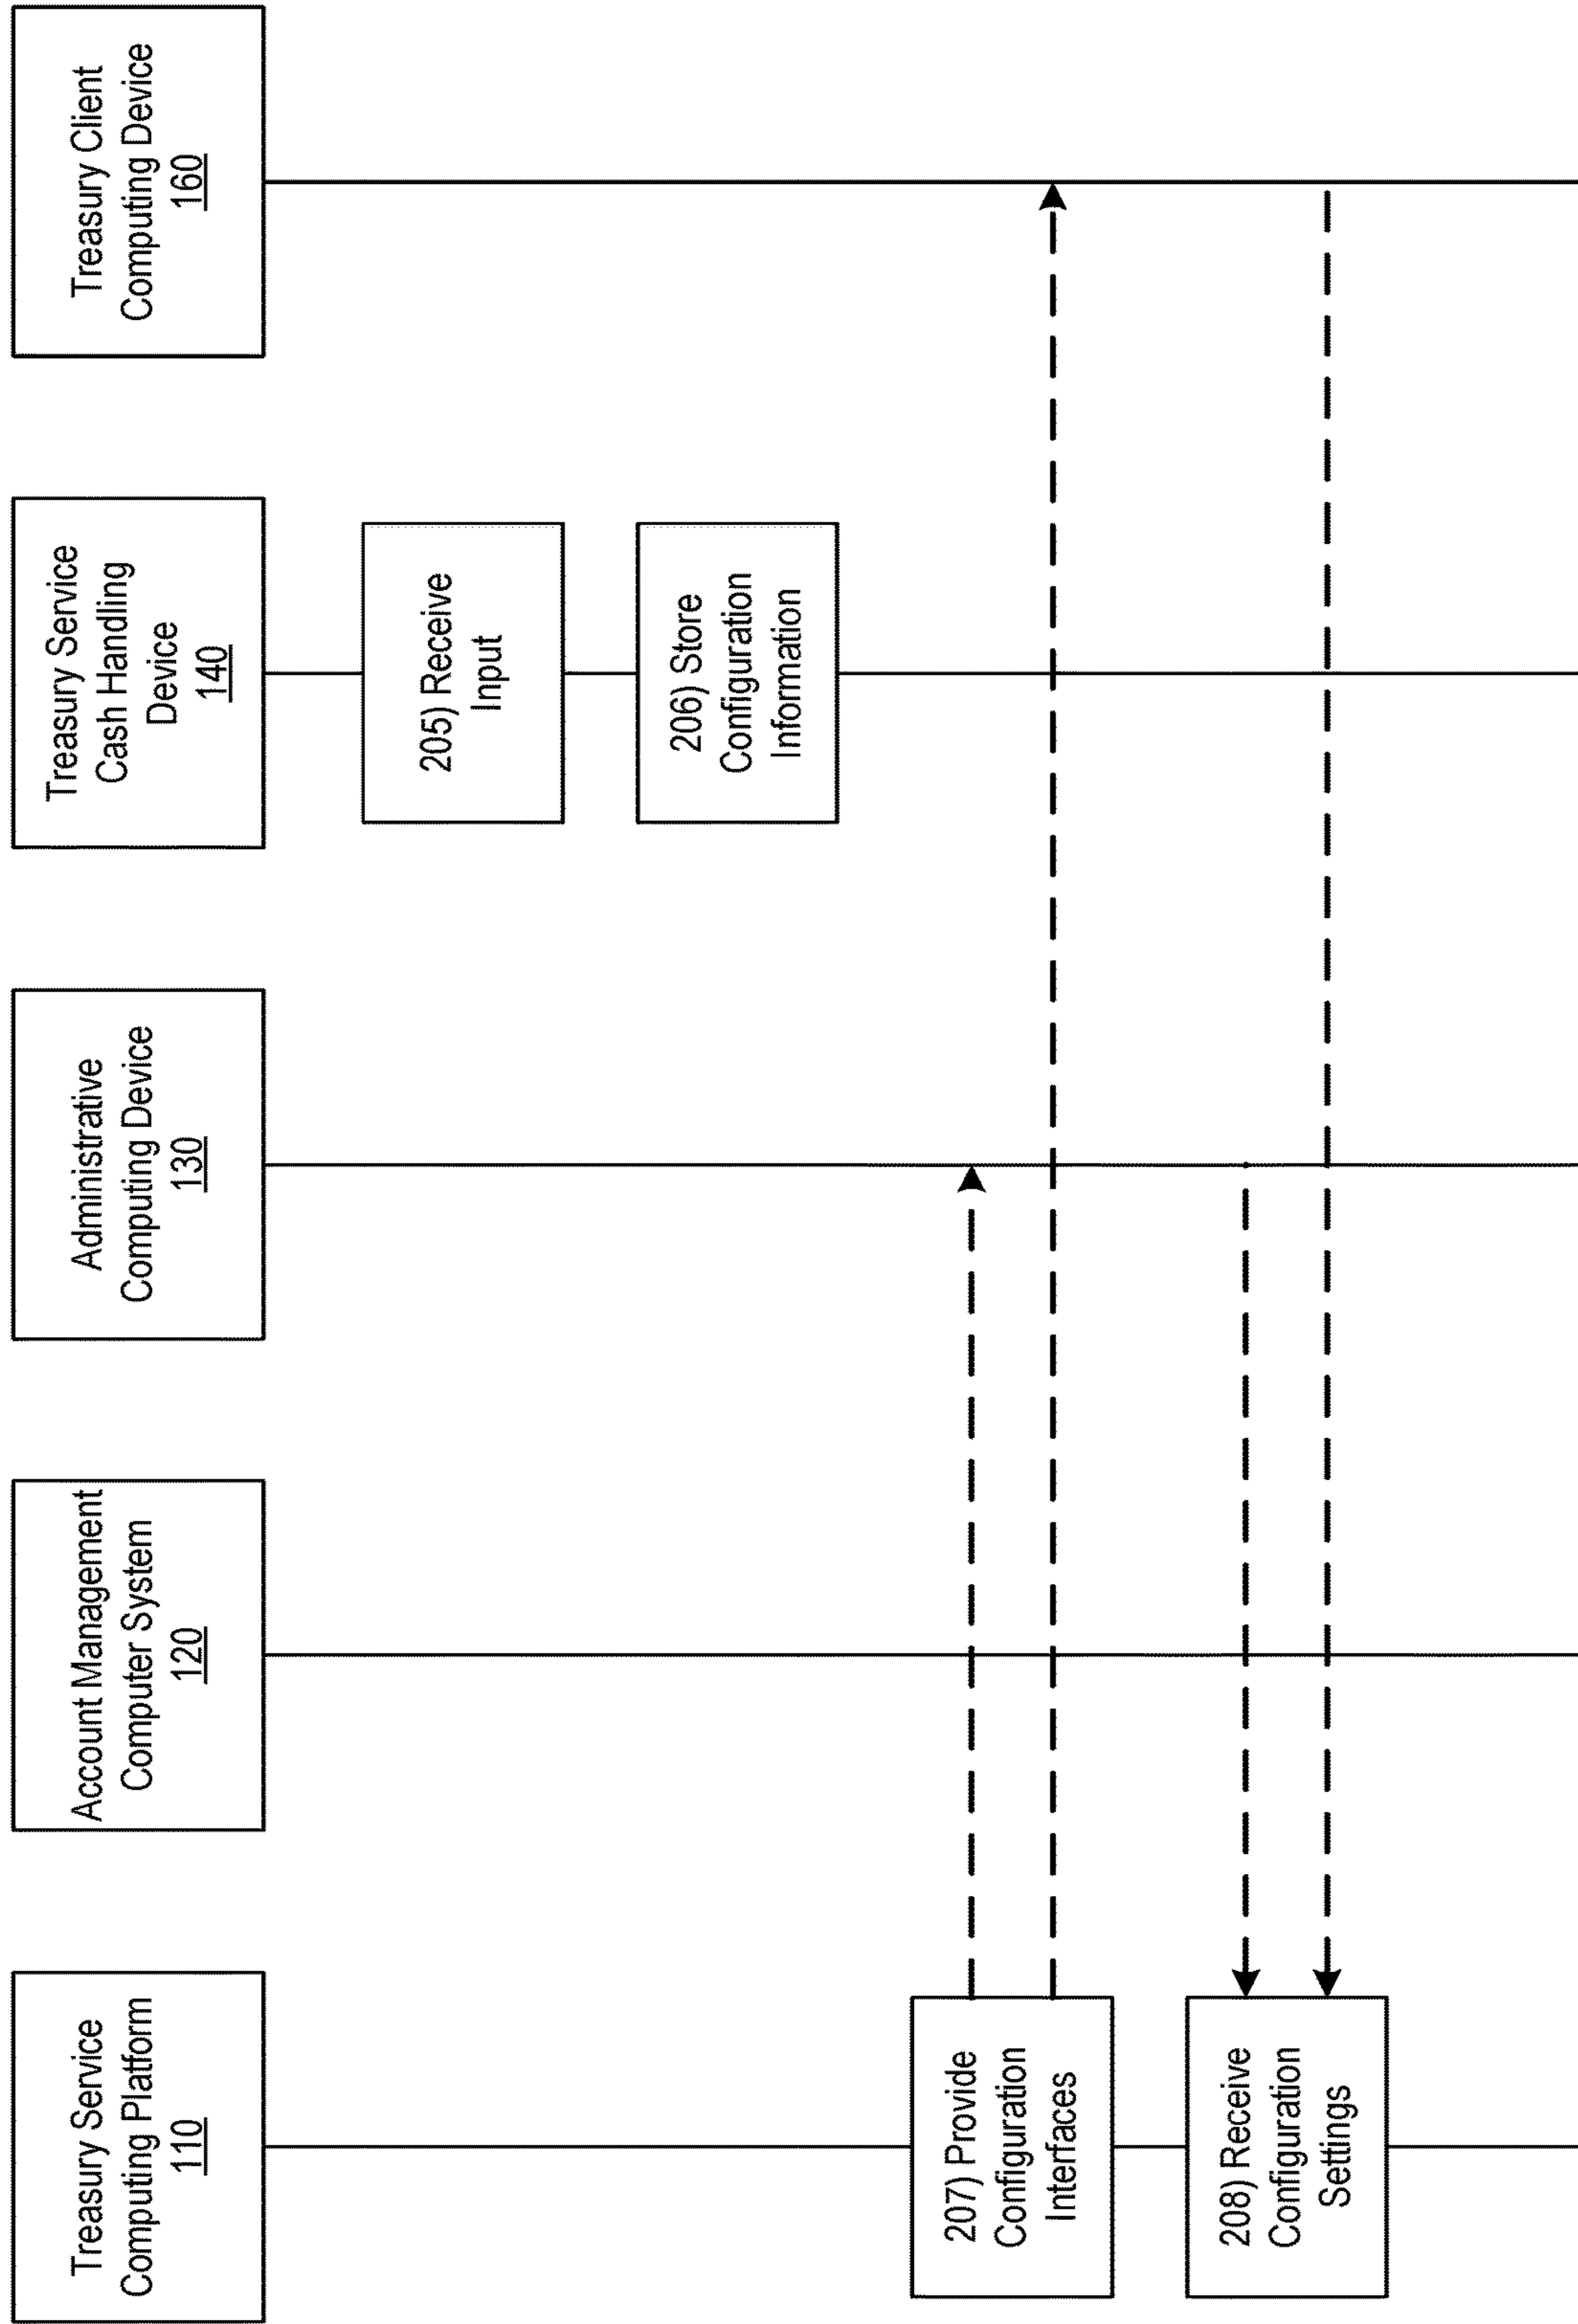 Treasury Service
Computing Platform
110
Account Management
Computer System
120
Administrative
Computing Device
130
Treasury Service
Cash Handling
Device
140
Treasury Client
Computing Device
160
205) Receive
Input
206) Store
Configuration
Information
207) Provide
Configuration
Interfaces
208) Receive
Configuration
Settings